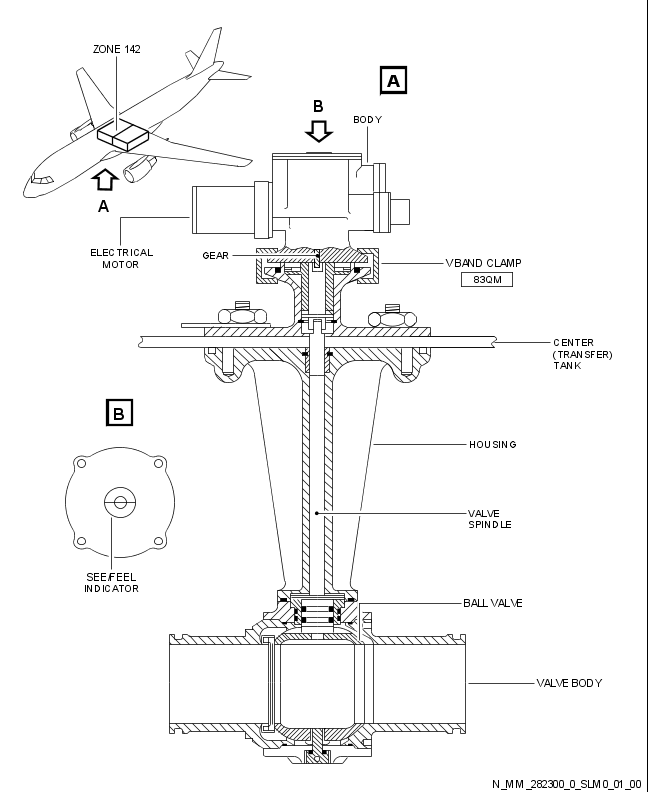 ZONE 142
A
B
BODY
A
ELECTRICAL
MOTOR
GEAR
V BAND CLAMP
83QM
CENTER
(TRANSFER)
TANK
B
HOUSING
VALVE
SPINDLE
SEE/FEEL
INDICATOR
BALL VALVE
VALVE BODY
N_MM_282300_0_SLM0_01_00